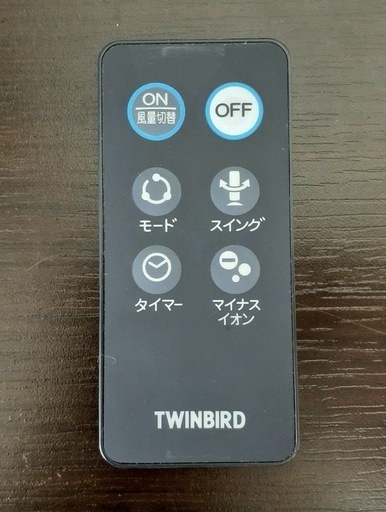 ON
風量切替
OFF
モード
スイング
タイマー
マイナス
イオン
TWINBIRD